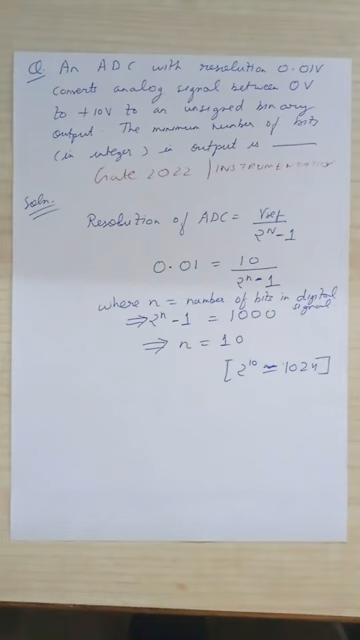 Q. An ADC with resolution 0.01V
converts analog signal between 0V
to +10V to an unsigned binary
output. The minimum number of bits
(in integer) in output is ____
Gate 2022 | INSTRUMENTATION
Soln.
Resolution of ADC = Vref / 2^N - 1
0.01 = 10 / 2^n - 1
where n = number of bits in digital signal
⇒ 2^n - 1 = 1000
⇒ n = 10
[2^10 = 1024]